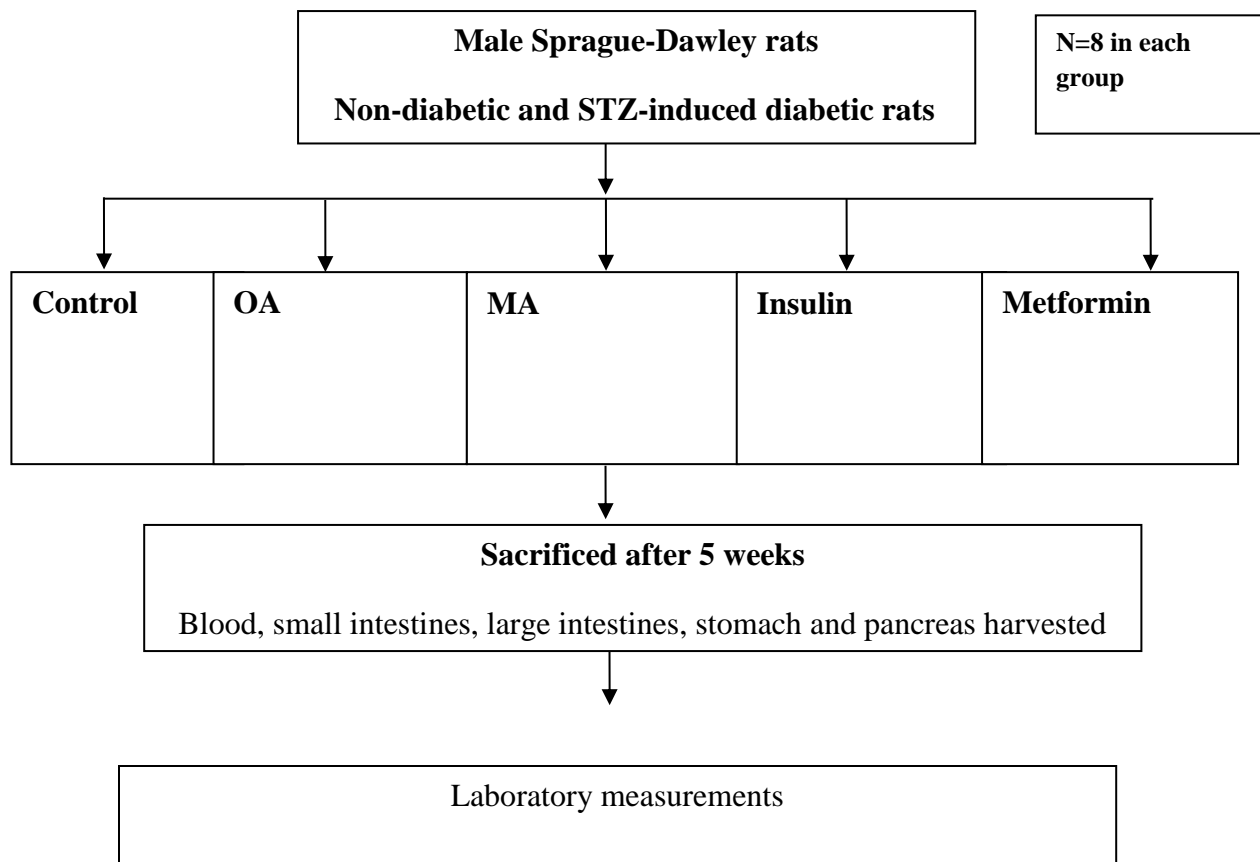 Male Sprague-Dawley rats
Non-diabetic and STZ-induced diabetic rats
N=8 in each
group
Control
OA
MA
Insulin
Metformin
Sacrificed after 5 weeks
Blood, small intestines, large intestines, stomach and pancreas harvested
Laboratory measurements